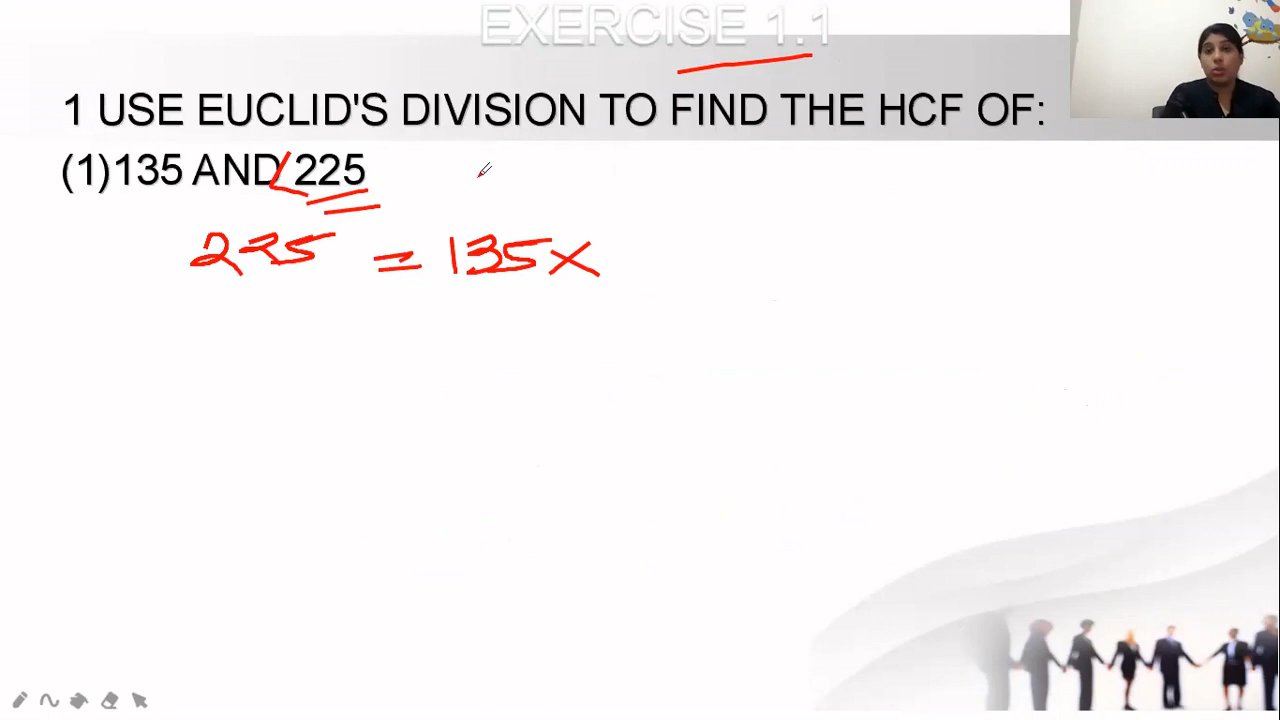 EXERCISE 1.1
1 USE EUCLID'S DIVISION TO FIND THE HCF OF:
(1)135 AND 225
225 = 135 ×